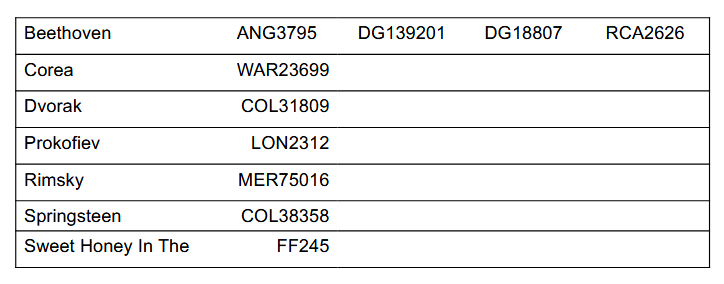 Beethoven ANG3795 DG139201 DG18807 RCA2626
Corea WAR23699
Dvorak COL31809
Prokofiev LON2312
Rimsky MER75016
Springsteen COL38358
Sweet Honey In The FF245